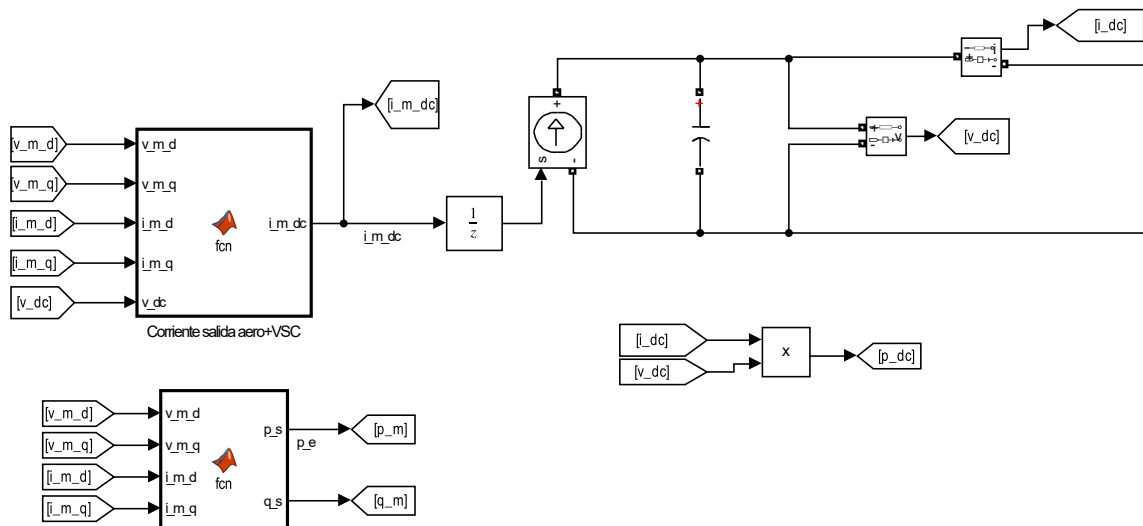 [i_dc]
i
+
-
[i_m_dc]
+
s
-
+
+
v
-
[v_dc]
[v_m_d]
[v_m_q]
[i_m_d]
[i_m_q]
[v_dc]
v_m_d
v_m_q
i_m_d
i_m_q
v_dc
fcn
i_m_dc
i_m_dc
1
z
Corriente salida aero+VSC
[i_dc]
[v_dc]
x
[p_dc]
[v_m_d]
[v_m_q]
[i_m_d]
[i_m_q]
v_m_d
v_m_q
i_m_d
i_m_q
fcn
p_s
q_s
p_e
[p_m]
[q_m]